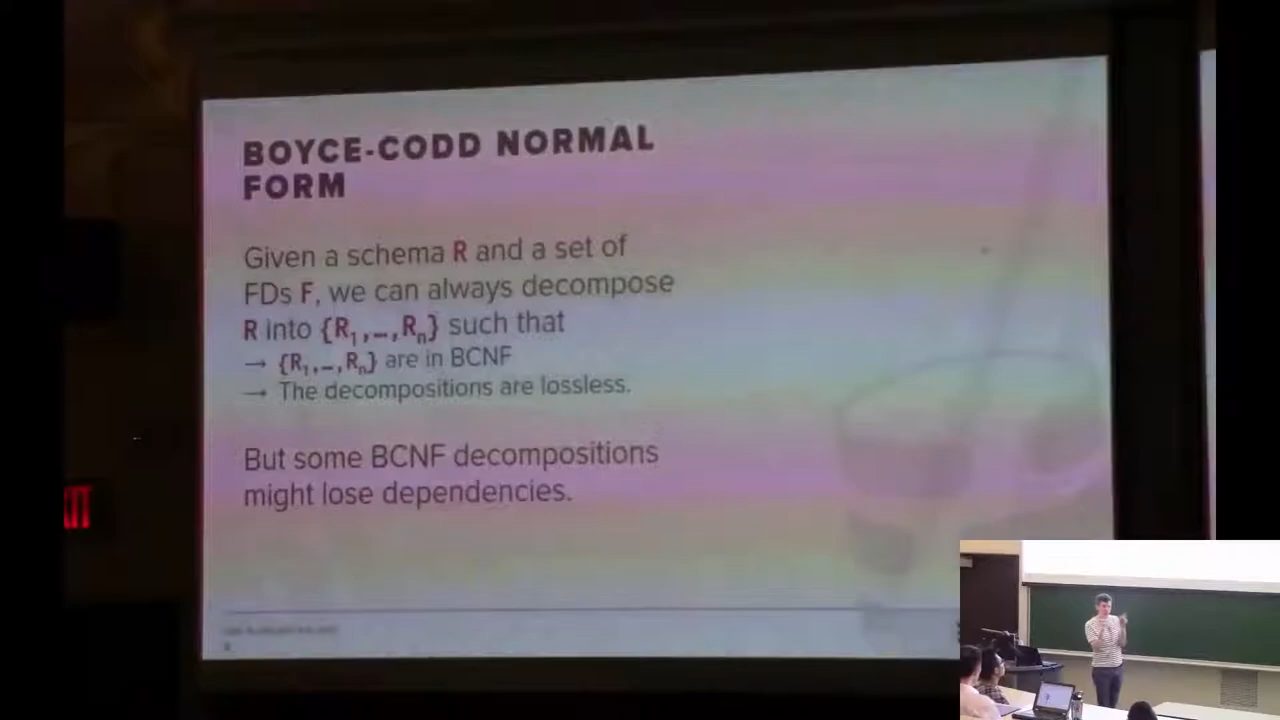 BOYCE-CODD NORMAL
FORM
Given a schema R and a set of
FDs F, we can always decompose
R into {R1,…,Rn} such that
→ {R1,…,Rn} are in BCNF
→ The decompositions are lossless.
But some BCNF decompositions
might lose dependencies.